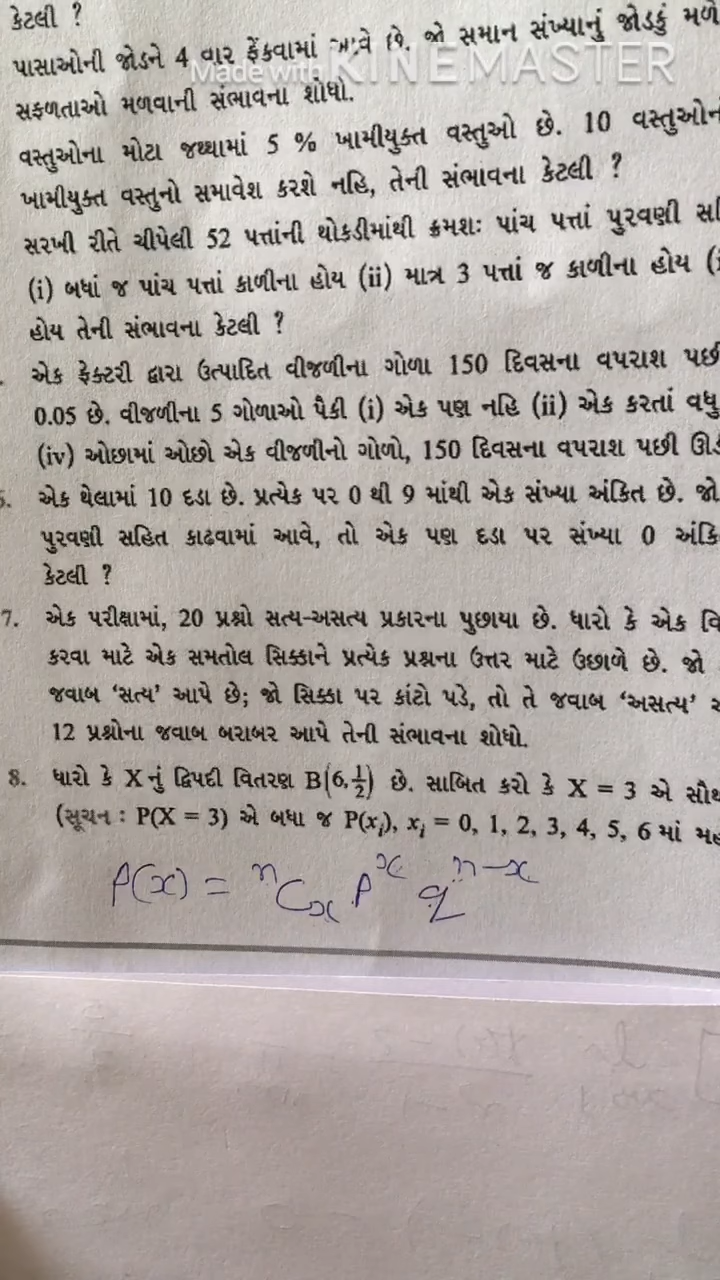 કેટલી ?
પાસાઓની જોડને 4 વાર ફેંકવામાં આવે છે. જો સમાન સંખ્યાનું જોડકું મળે
Made with KINEMASTER
સફળતાઓ મળવાની સંભાવના શોધો.
વસ્તુઓના મોટા જથ્થામાં 5 % ખામીયુક્ત વસ્તુઓ છે. 10 વસ્તુઓન
ખામીયુક્ત વસ્તુનો સમાવેશ કરશે નહિ, તેની સંભાવના કેટલી ?
સરખી રીતે ચીપેલી 52 પત્તાંની થોકડીમાંથી ક્રમશઃ પાંચ પત્તાં પુરવણી
(i) બધાં જ પાંચ પત્તાં કાળીના હોય (ii) માત્ર 3 પત્તાં જ કાળીના હોય
હોય તેની સંભાવના કેટલી ?
એક ફેક્ટરી દ્વારા ઉત્પાદિત વીજળીના ગોળા 150 દિવસના વપરાશ પછી
0.05 છે. વીજળીના 5 ગોળાઓ પૈકી (i) એક પણ નહિ (ii) એક કરતાં વધુ
(iv) ઓછામાં ઓછો એક વીજળીનો ગોળો, 150 દિવસના વપરાશ પછી ઊડ
એક થેલામાં 10 દડા છે. પ્રત્યેક પર 0 થી 9 માંથી એક સંખ્યા અંકિત છે. જો
પુરવણી સહિત કાઢવામાં આવે, તો એક પણ દડા પર સંખ્યા 0 અંકિ
કેટલી ?
7. એક પરીક્ષામાં, 20 પ્રશ્નો સત્ય-અસત્ય પ્રકારના પુછાયા છે. ધારો કે એક વિ
કરવા માટે એક સમતોલ સિક્કાને પ્રત્યેક પ્રશ્નના ઉત્તર માટે ઉછાળે છે. જો
જવાબ ‘સત્ય’ આપે છે; જો સિક્કા પર કાંટો પડે, તો તે જવાબ ‘અસત્ય’
12 પ્રશ્નોના જવાબ બરાબર આપે તેની સંભાવના શોધો.
8. ધારો કે X નું દ્વિપદી વિતરણ B(6, 1/2) છે. સાબિત કરો કે X = 3 એ સૌથ
(સૂચન : P(X = 3) એ બધા જ P(xᵢ), xᵢ = 0, 1, 2, 3, 4, 5, 6 માં મહ
P(x) = ⁿCₓ pˣ qⁿ⁻ˣ